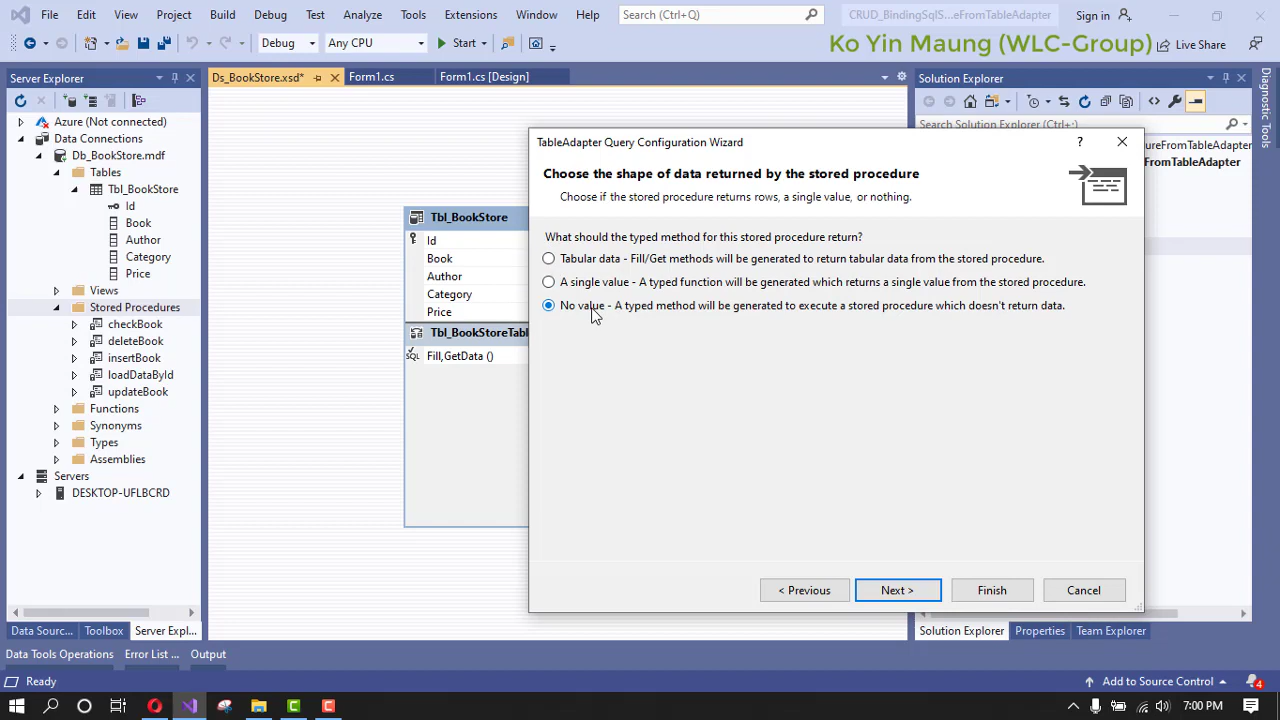 File Edit View Project Build Debug Test Analyze Tools Extensions Window Help Search (Ctrl+Q) CRUD_BindingSqlS...eFromTableAdapter Sign in
Debug Any CPU Start Ko Yin Maung (WLC-Group) Live Share
Server Explorer
Azure (Not connected)
Data Connections
Db_BookStore.mdf
Tables
Tbl_BookStore
Id
Book
Author
Category
Price
Views
Stored Procedures
checkBook
deleteBook
insertBook
loadDataById
updateBook
Functions
Synonyms
Types
Assemblies
Servers
DESKTOP-UFLBCRD
Data Sourc... Toolbox Server Expl...
Ds_BookStore.xsd* Form1.cs Form1.cs [Design]
Tbl_BookStore
Id
Book
Author
Category
Price
Tbl_BookStoreTabl
Fill,GetData ()
TableAdapter Query Configuration Wizard
?
Choose the shape of data returned by the stored procedure
Choose if the stored procedure returns rows, a single value, or nothing.
What should the typed method for this stored procedure return?
Tabular data - Fill/Get methods will be generated to return tabular data from the stored procedure.
A single value - A typed function will be generated which returns a single value from the stored procedure.
No value - A typed method will be generated to execute a stored procedure which doesn't return data.
< Previous Next > Finish Cancel
Solution Explorer
Search Solution Explorer (Ctrl+;)
ureFromTableAdapter
FromTableAdapter
Solution Explorer Properties Team Explorer
Diagnostic Tools
Data Tools Operations Error List ... Output
Ready Add to Source Control 4
7:00 PM